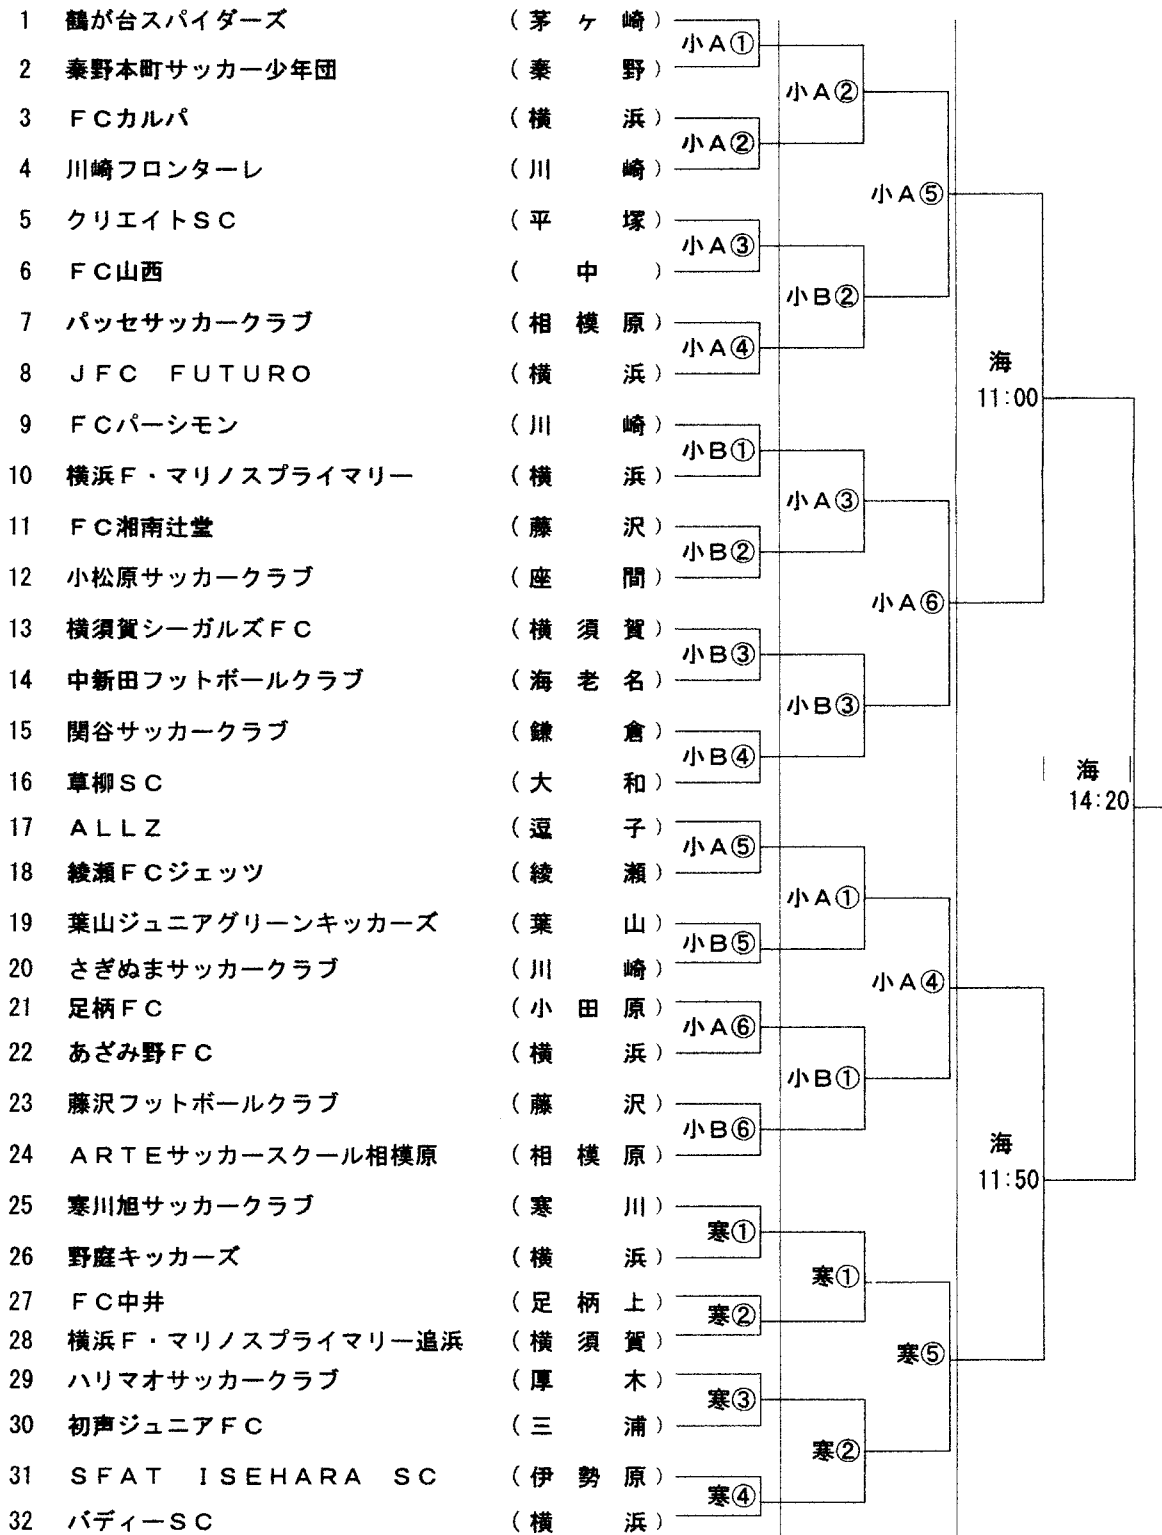 1 鶴が台スパイダーズ （茅ヶ崎）
小A①
2 秦野本町サッカー少年団 （秦野）
小A②
3 FCカルパ （横浜）
小A②
4 川崎フロンターレ （川崎）
小A⑤
5 クリエイトSC （平塚）
小A③
6 FC山西 （中）
小B②
7 パッセサッカークラブ （相模原）
小A④
8 JFC FUTURO （横浜）
海
11:00
9 FCパーシモン （川崎）
小B①
10 横浜F・マリノスプライマリー （横浜）
小A③
11 FC湘南辻堂 （藤沢）
小B②
12 小松原サッカークラブ （座間）
小A⑥
13 横須賀シーガルズFC （横須賀）
小B③
14 中新田フットボールクラブ （海老名）
小B③
15 関谷サッカークラブ （鎌倉）
小B④
16 草柳SC （大和）
海
14:20
17 ALLZ （逗子）
小A⑤
18 綾瀬FCジェッツ （綾瀬）
小A①
19 葉山ジュニアグリーンキッカーズ （葉山）
小B⑤
20 さぎぬまサッカークラブ （川崎）
小A④
21 足柄FC （小田原）
小A⑥
22 あざみ野FC （横浜）
小B①
23 藤沢フットボールクラブ （藤沢）
小B⑥
24 ARTEサッカースクール相模原 （相模原）
海
11:50
25 寒川旭サッカークラブ （寒川）
寒①
26 野庭キッカーズ （横浜）
寒①
27 FC中井 （足柄上）
寒②
28 横浜F・マリノスプライマリー追浜 （横須賀）
寒⑤
29 ハリマオサッカークラブ （厚木）
寒③
30 初声ジュニアFC （三浦）
寒②
31 SFAT ISEHARA SC （伊勢原）
寒④
32 バディーSC （横浜）